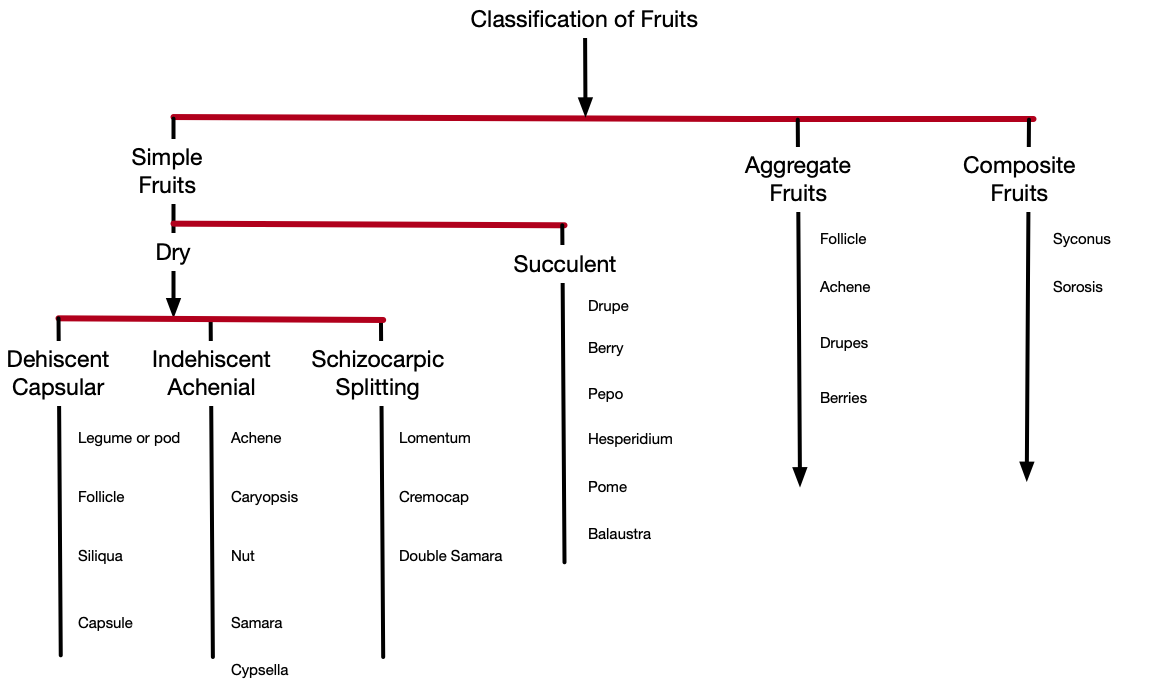 Classification of Fruits
Simple
Fruits
Aggregate
Fruits
Composite
Fruits
Dry
Succulent
Dehiscent
Capsular
Legume or pod
Follicle
Siliqua
Capsule
Indehiscent
Achenial
Achene
Caryopsis
Nut
Samara
Cypsella
Schizocarpic
Splitting
Lomentum
Cremocap
Double Samara
Drupe
Berry
Pepo
Hesperidium
Pome
Balaustra
Follicle
Achene
Drupes
Berries
Syconus
Sorosis